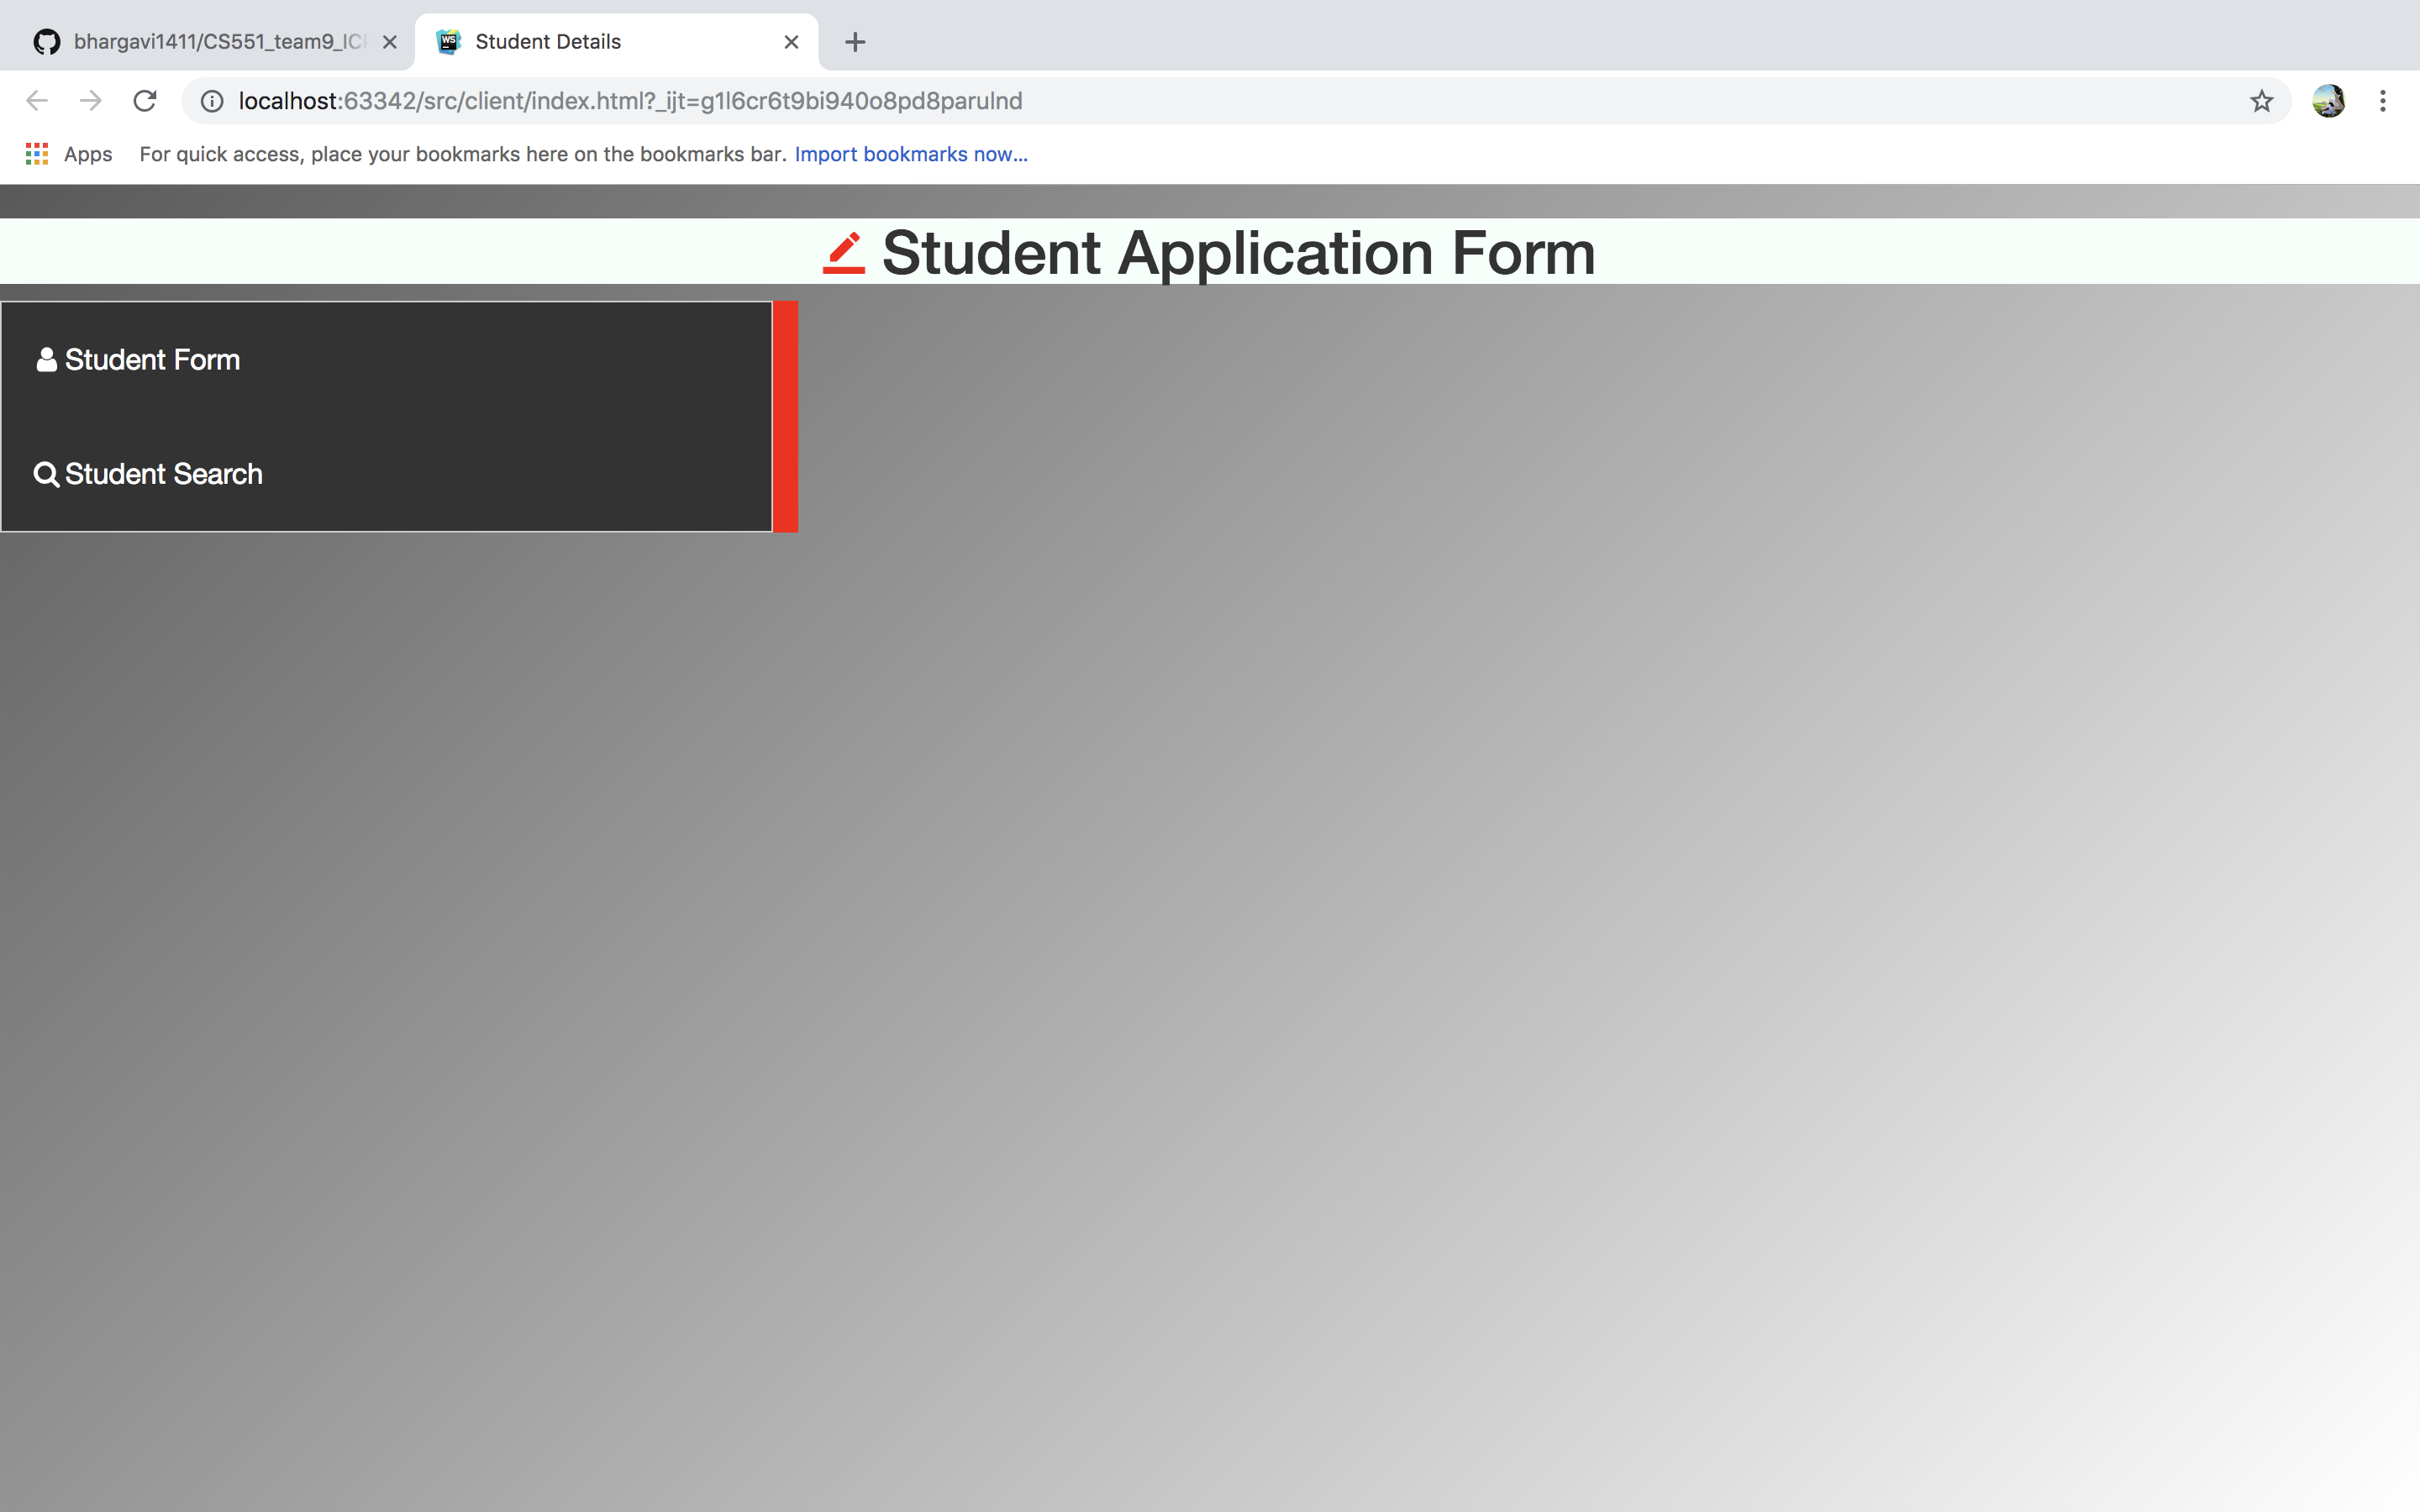 bhargavi1411/CS551_team9_IC
Student Details
localhost:63342/src/client/index.html?_ijt=g1l6cr6t9bi940o8pd8parulnd
Apps
For quick access, place your bookmarks here on the bookmarks bar. Import bookmarks now...
Student Application Form
Student Form
Student Search